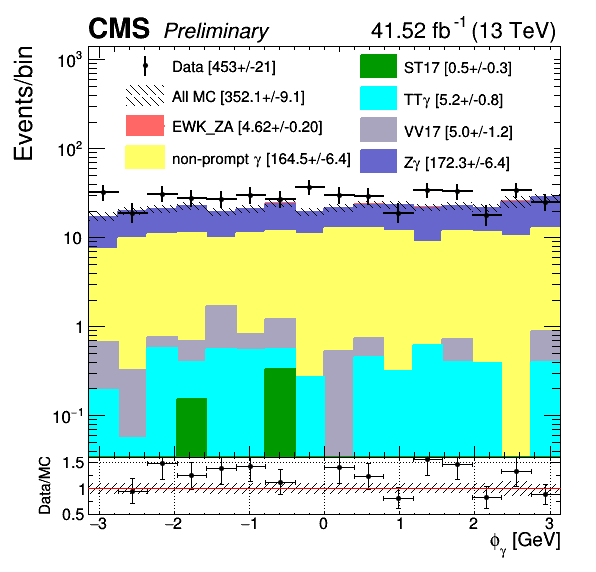 CMS Preliminary 41.52 fb⁻¹ (13 TeV)
Events/bin
10³
10²
10
1
10⁻¹
Data [453+/-21]
All MC [352.1+/-9.1]
EWK_ZA [4.62+/-0.20]
non-prompt γ [164.5+/-6.4]
ST17 [0.5+/-0.3]
TTγ [5.2+/-0.8]
VV17 [5.0+/-1.2]
Zγ [172.3+/-6.4]
Data/MC
1.5
1
0.5
−3 −2 −1 0 1 2 3
ϕγ [GeV]